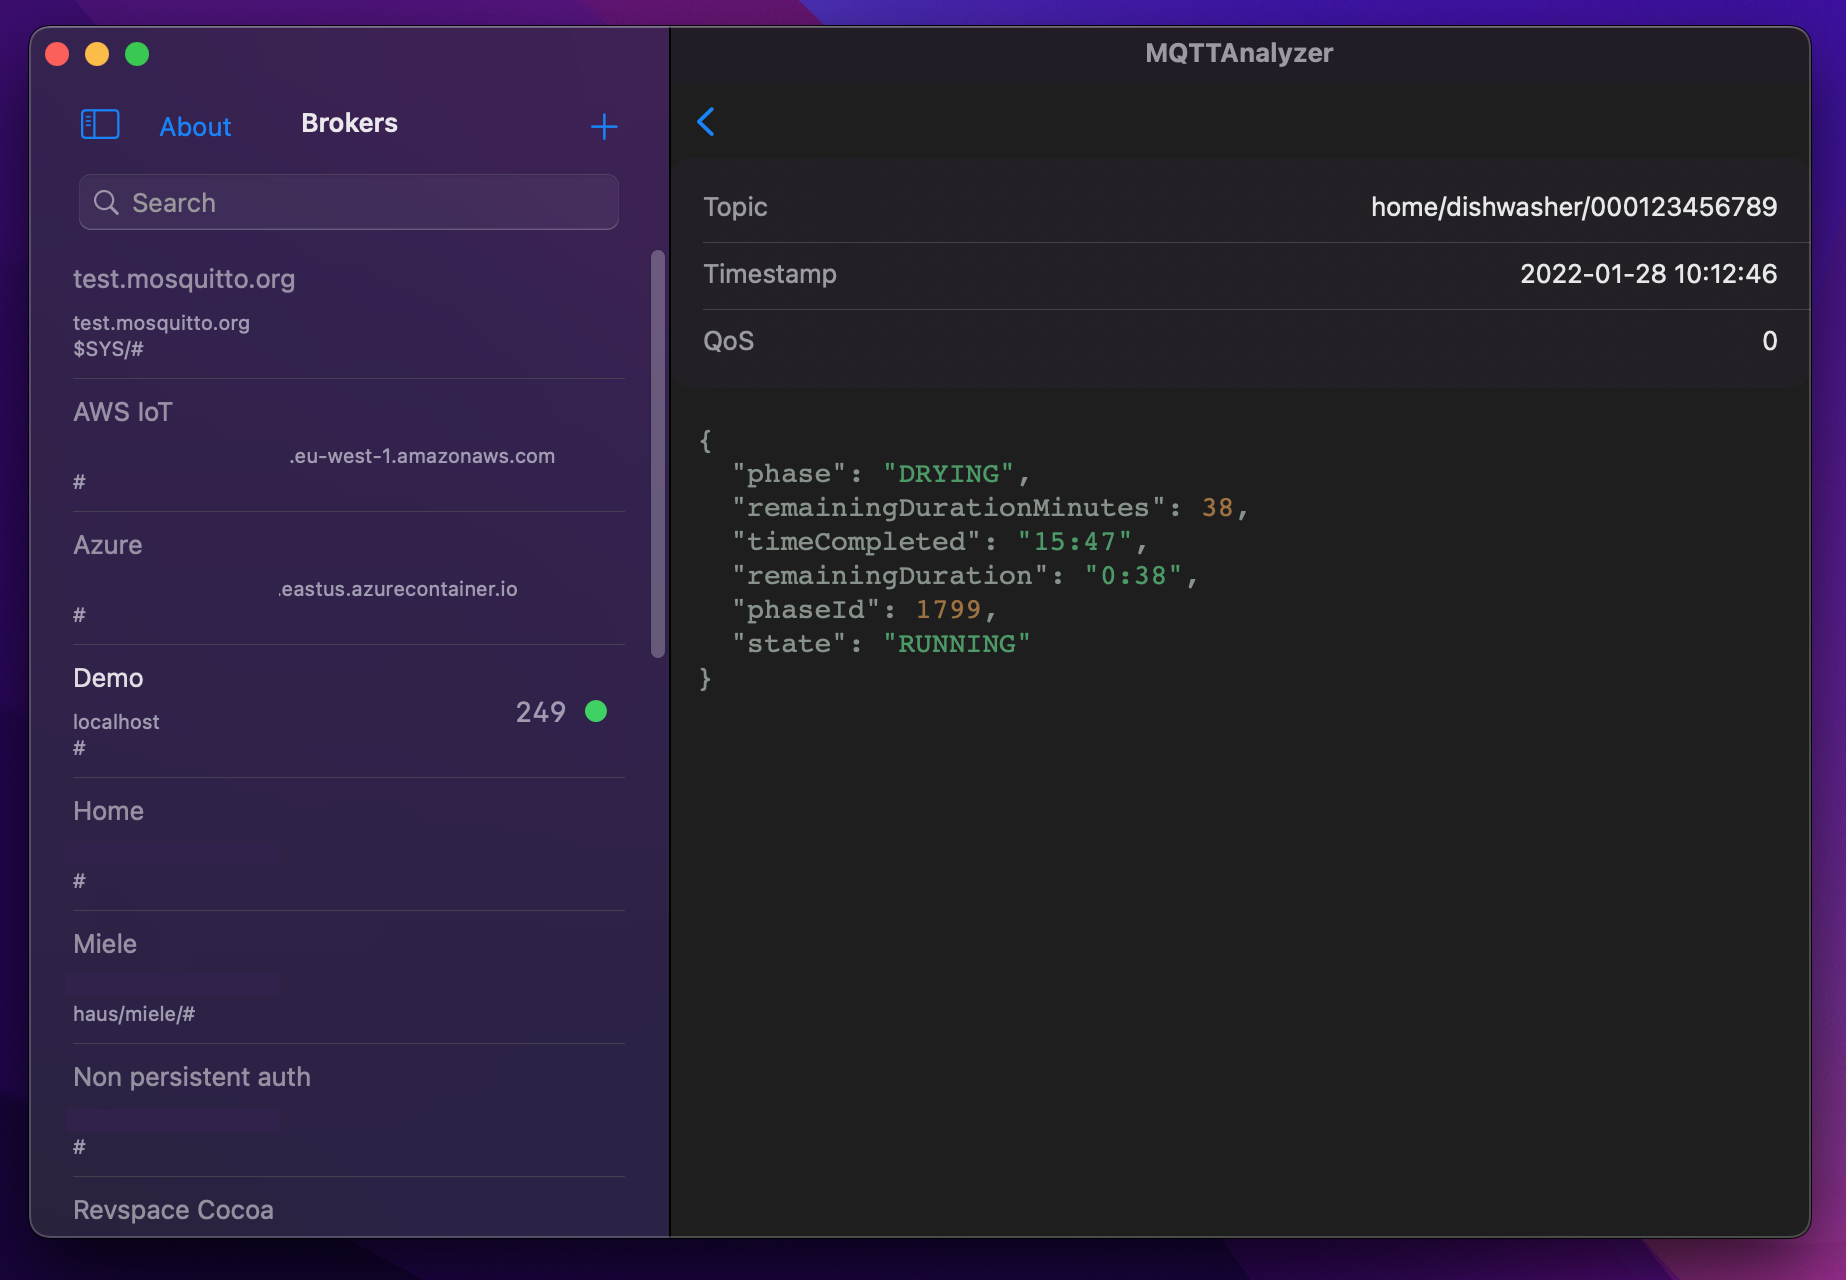 MQTTAnalyzer
About
Brokers
Search
test.mosquitto.org
test.mosquitto.org
$SYS/#
AWS IoT
.eu-west-1.amazonaws.com
#
Azure
.eastus.azurecontainer.io
#
Demo
localhost
249
#
Home
#
Miele
haus/miele/#
Non persistent auth
#
Revspace Cocoa
Topic home/dishwasher/000123456789
Timestamp 2022-01-28 10:12:46
QoS 0
{
  "phase": "DRYING",
  "remainingDurationMinutes": 38,
  "timeCompleted": "15:47",
  "remainingDuration": "0:38",
  "phaseId": 1799,
  "state": "RUNNING"
}